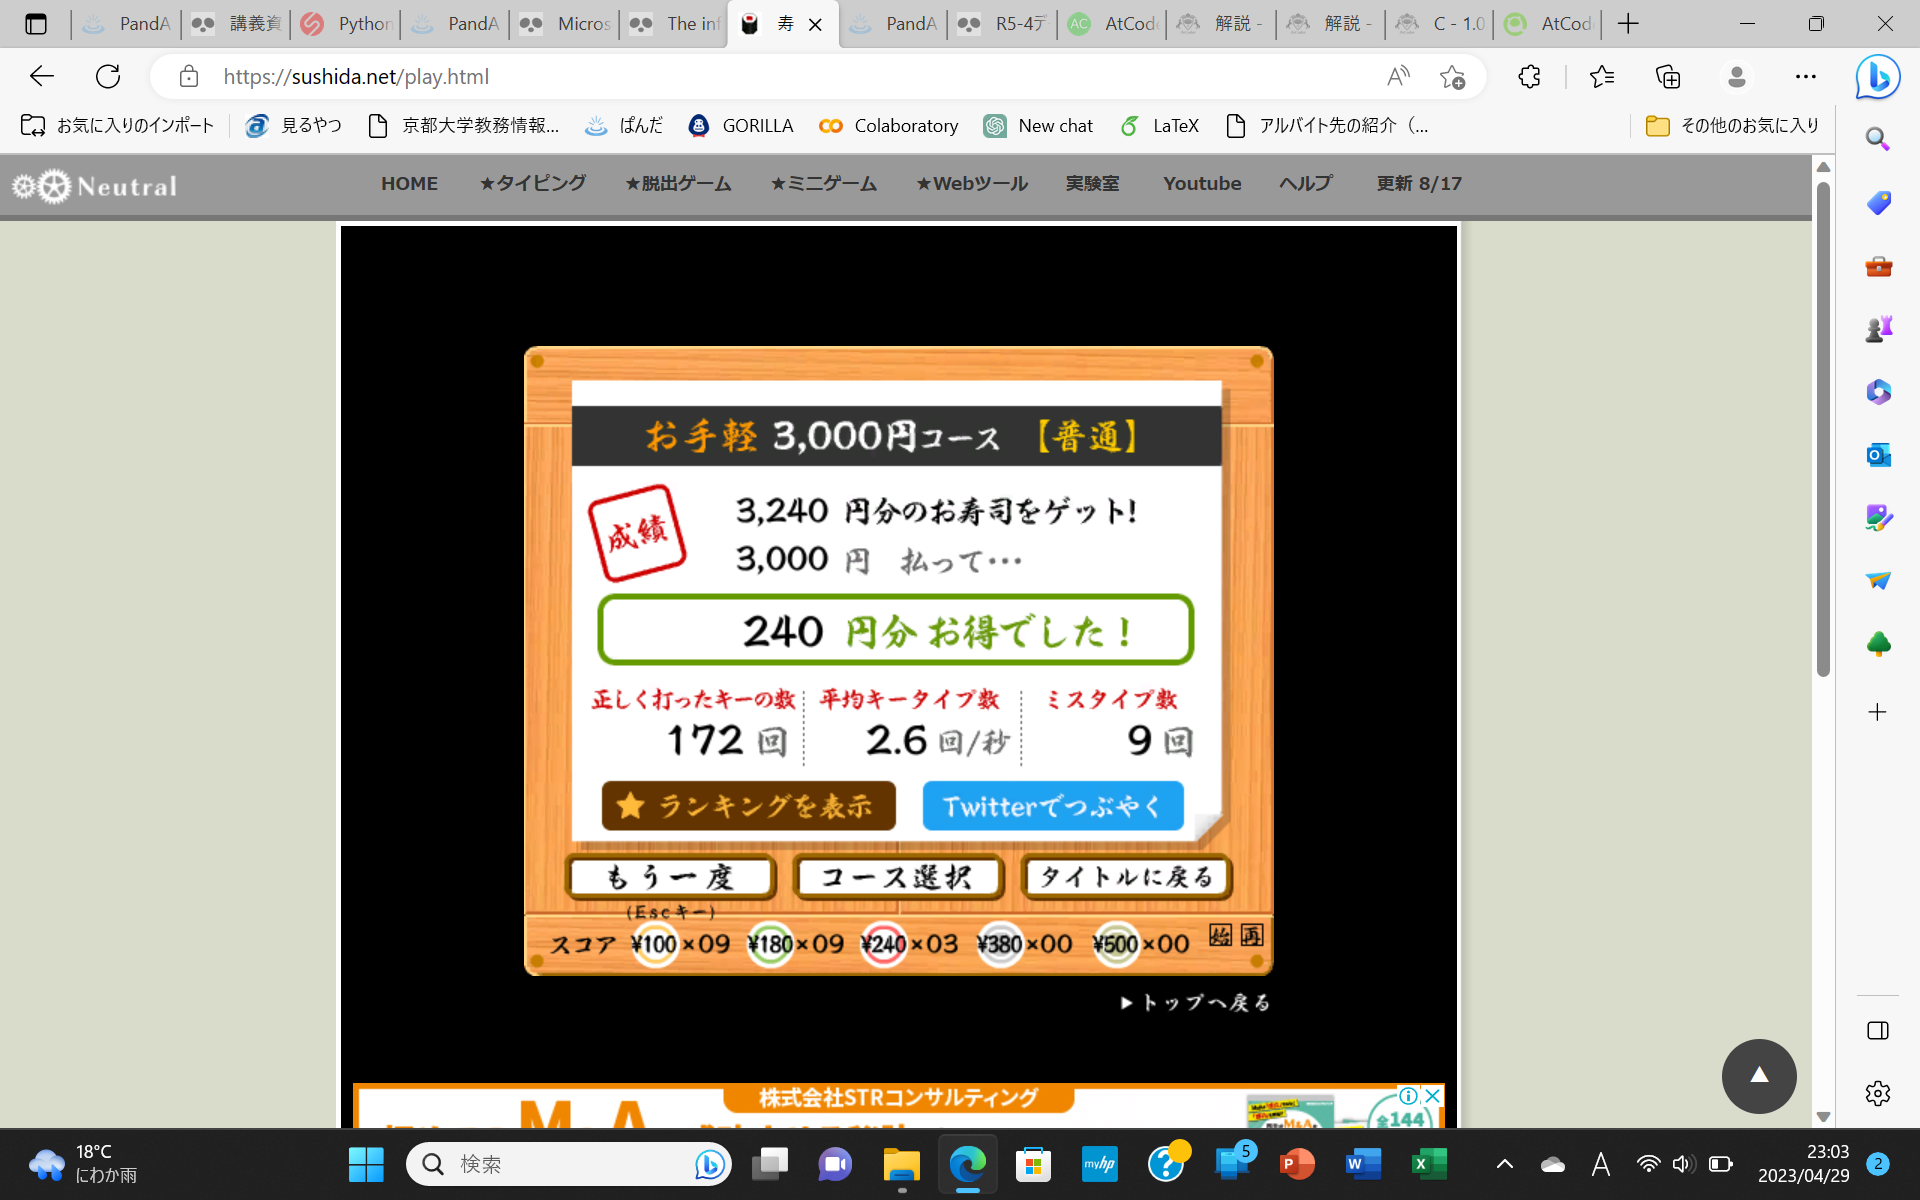 PandA
講義資
Python
PandA
Micros
The inf
寿
PandA
R5-4デ
AtCode
解説 -
解説 -
C - 1.0
AtCod
https://sushida.net/play.html
お気に入りのインポート
見るやつ
京都大学教務情報...
ぱんだ
GORILLA
Colaboratory
New chat
LaTeX
アルバイト先の紹介 （...
その他のお気に入り
Neutral
HOME
★タイピング
★脱出ゲーム
★ミニゲーム
★Webツール
実験室
Youtube
ヘルプ
更新 8/17
お手軽 3,000円コース 【普通】
成績
3,240 円分のお寿司をゲット!
3,000 円 払って…
240 円分 お得でした！
正しく打ったキーの数
172 回
平均キータイプ数
2.6 回/秒
ミスタイプ数
9 回
★ ランキングを表示
Twitterでつぶやく
もう一度
コース選択
タイトルに戻る
(Escキー)
スコア ¥100×09 ¥180×09 ¥240×03 ¥380×00 ¥500×00
始 再
▶トップへ戻る
株式会社STRコンサルティング
M&A
全144
18°C
にわか雨
検索
myhp
5
23:03
2023/04/29
2